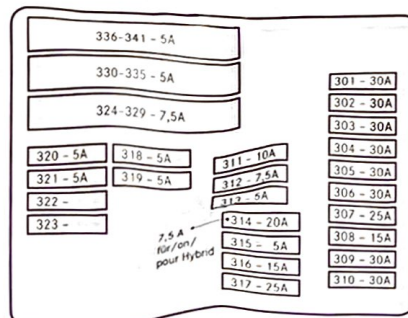 336-341 - 5A
330-335 - 5A
324-329 - 7,5A
320 - 5A
318 - 5A
321 - 5A
319 - 5A
322 -
323 -
311 - 10A
312 - 7,5A
313 - 5A
•314 - 20A
315 - 5A
316 - 15A
317 - 25A
7,5 A
für/on/
pour Hybrid
301 - 30A
302 - 30A
303 - 30A
304 - 30A
305 - 30A
306 - 30A
307 - 25A
308 - 15A
309 - 30A
310 - 30A